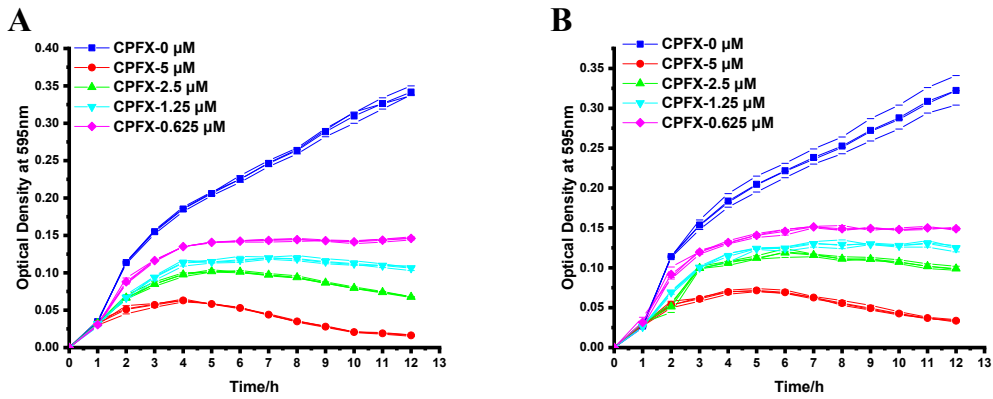 A
CPFX-0 µM
CPFX-5 µM
CPFX-2.5 µM
CPFX-1.25 µM
CPFX-0.625 µM
Optical Density at 595nm
0.40
0.35
0.30
0.25
0.20
0.15
0.10
0.05
0.00
0 1 2 3 4 5 6 7 8 9 10 11 12 13
Time/h
B
CPFX-0 µM
CPFX-5 µM
CPFX-2.5 µM
CPFX-1.25 µM
CPFX-0.625 µM
Optical Density at 595nm
0.35
0.30
0.25
0.20
0.15
0.10
0.05
0.00
0 1 2 3 4 5 6 7 8 9 10 11 12 13
Time/h